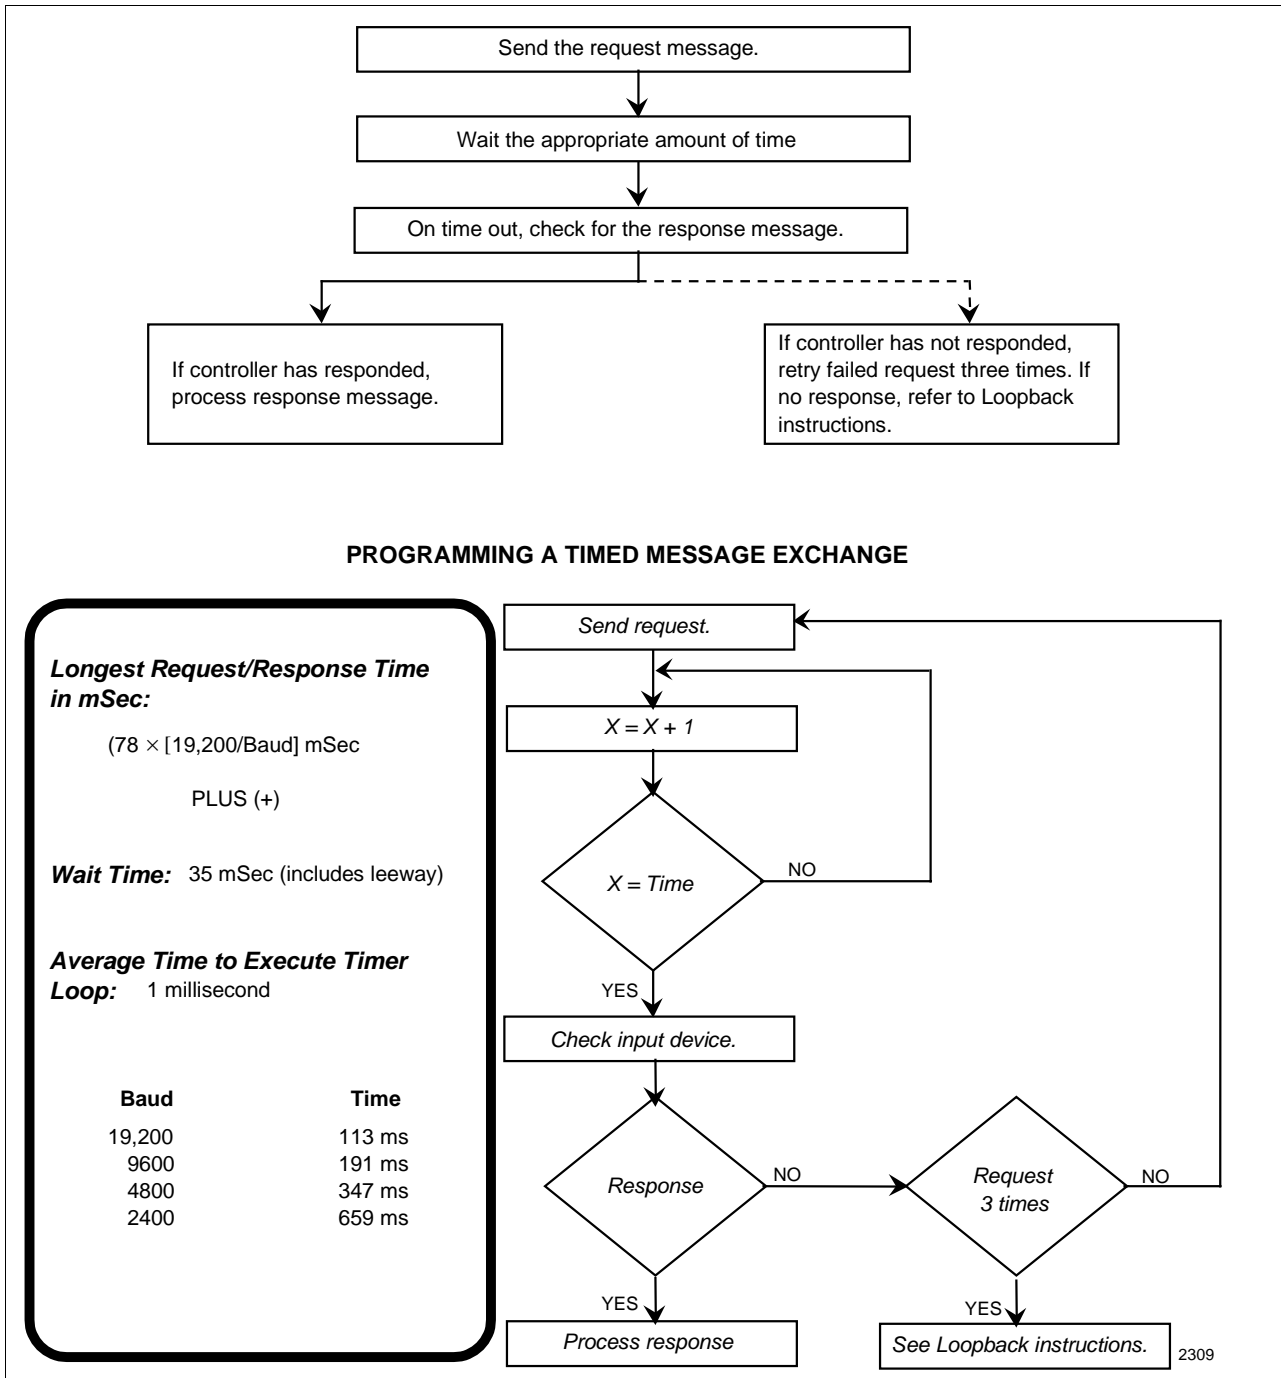 Send the request message.
Wait the appropriate amount of time
On time out, check for the response message.
If controller has responded,
process response message.
If controller has not responded,
retry failed request three times. If
no response, refer to Loopback
instructions.
PROGRAMMING A TIMED MESSAGE EXCHANGE
Longest Request/Response Time
in mSec:
(78 × [19,200/Baud] mSec
PLUS (+)
Wait Time: 35 mSec (includes leeway)
Average Time to Execute Timer
Loop: 1 millisecond
Baud Time
19,200 113 ms
9600 191 ms
4800 347 ms
2400 659 ms
Send request.
X = X + 1
X = Time
NO
YES
Check input device.
Response
NO
Request
3 times
NO
YES
Process response
YES
See Loopback instructions.
2309